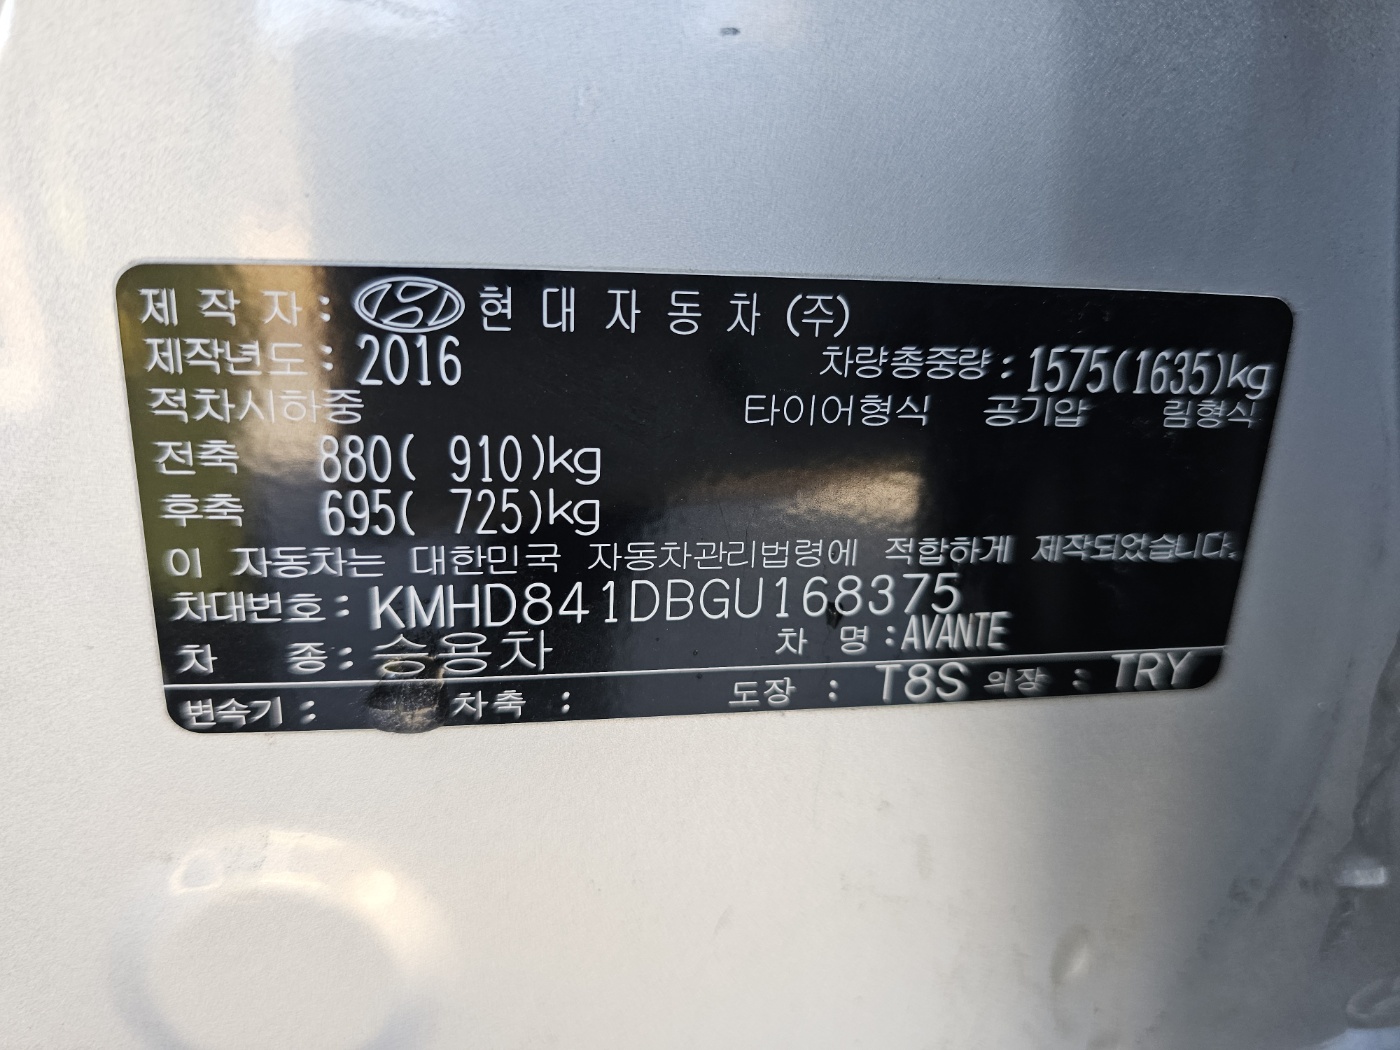 제 작 자 : 현 대 자 동 차 (주)
제작년도 : 2016 차량총중량 : 1575(1635)kg
적차시하중 타이어형식 공기압 림형식
전축 880( 910)kg
후축 695( 725)kg
이 자동차는 대한민국 자동차관리법령에 적합하게 제작되었습니다.
차대번호 : KMHD841DBGU168375
차 종 : 승용차 차 명 : AVANTE
변속기 : 차축 : 도장 : T8S 의장 : TRY